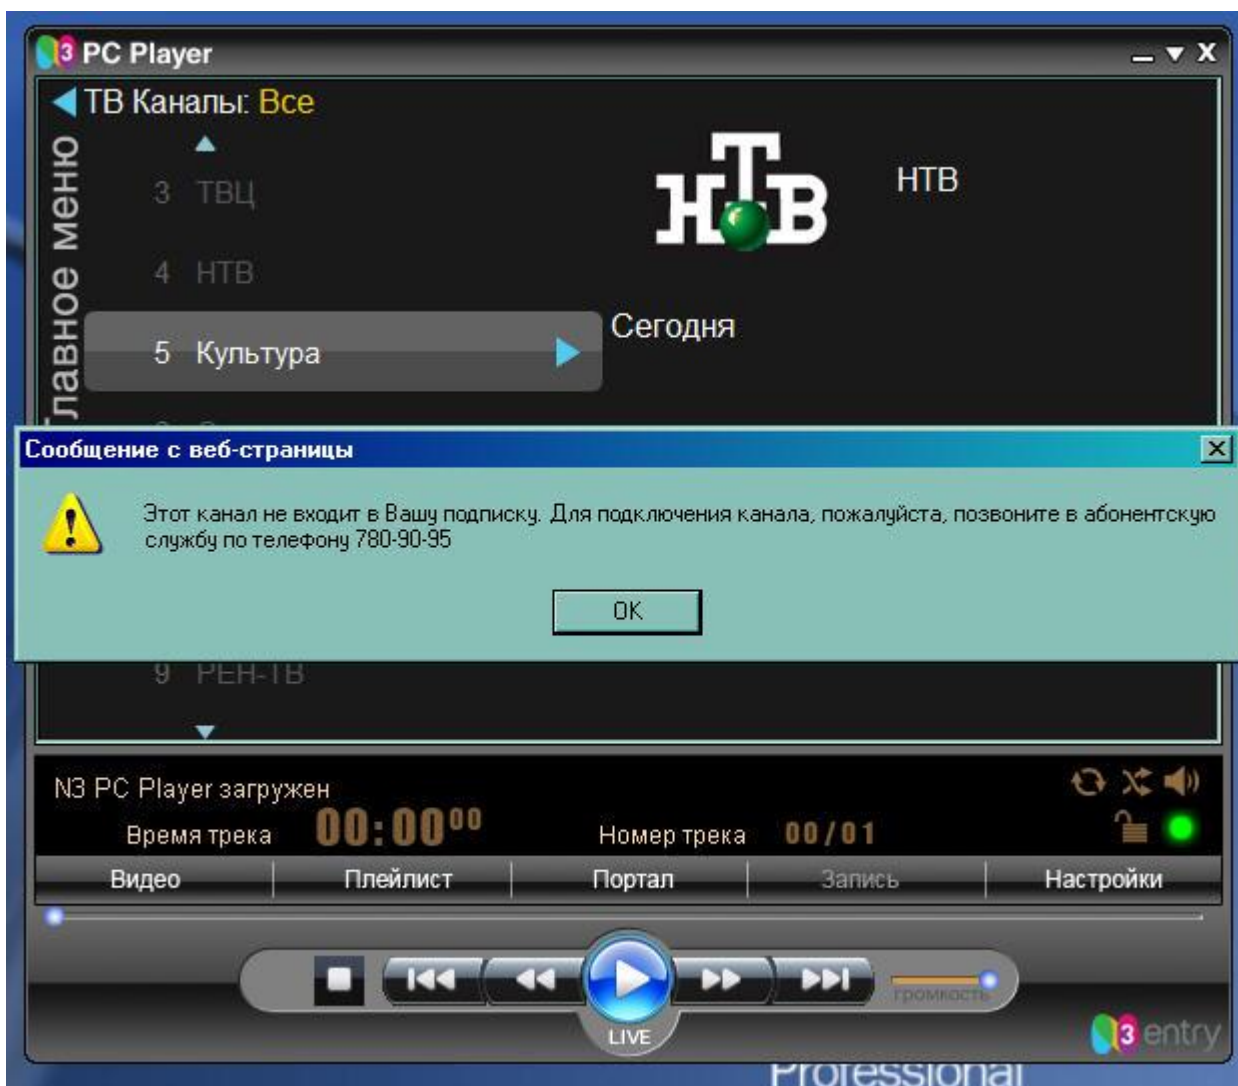 N3 PC Player
ТВ Каналы: Все
Главное меню
3 ТВЦ
4 НТВ
5 Культура
НТВ
НТВ
Сегодня
Сообщение с веб-страницы
Этот канал не входит в Вашу подписку. Для подключения канала, пожалуйста, позвоните в абонентскую
службу по телефону 780-90-95
OK
9 РЕН-ТВ
N3 PC Player загружен
Время трека 00:00 00
Номер трека 00/01
Видео
Плейлист
Портал
Запись
Настройки
громкость
LIVE
N3 entry
Professional